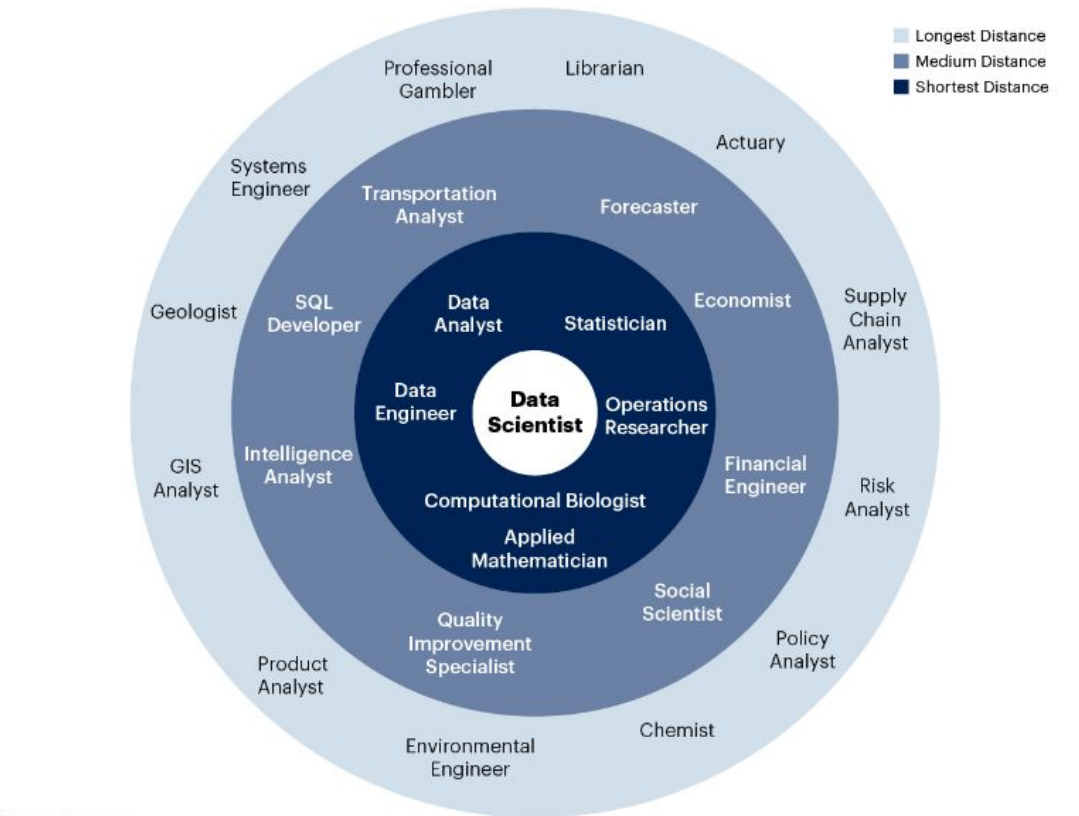 Longest Distance
Medium Distance
Shortest Distance
Professional
Gambler
Librarian
Actuary
Systems
Engineer
Transportation
Analyst
Forecaster
Geologist
SQL
Developer
Data
Analyst
Statistician
Economist
Supply
Chain
Analyst
Data
Engineer
Data
Scientist
Operations
Researcher
GIS
Analyst
Intelligence
Analyst
Financial
Engineer
Risk
Analyst
Computational Biologist
Applied
Mathematician
Social
Scientist
Quality
Improvement
Specialist
Policy
Analyst
Product
Analyst
Chemist
Environmental
Engineer